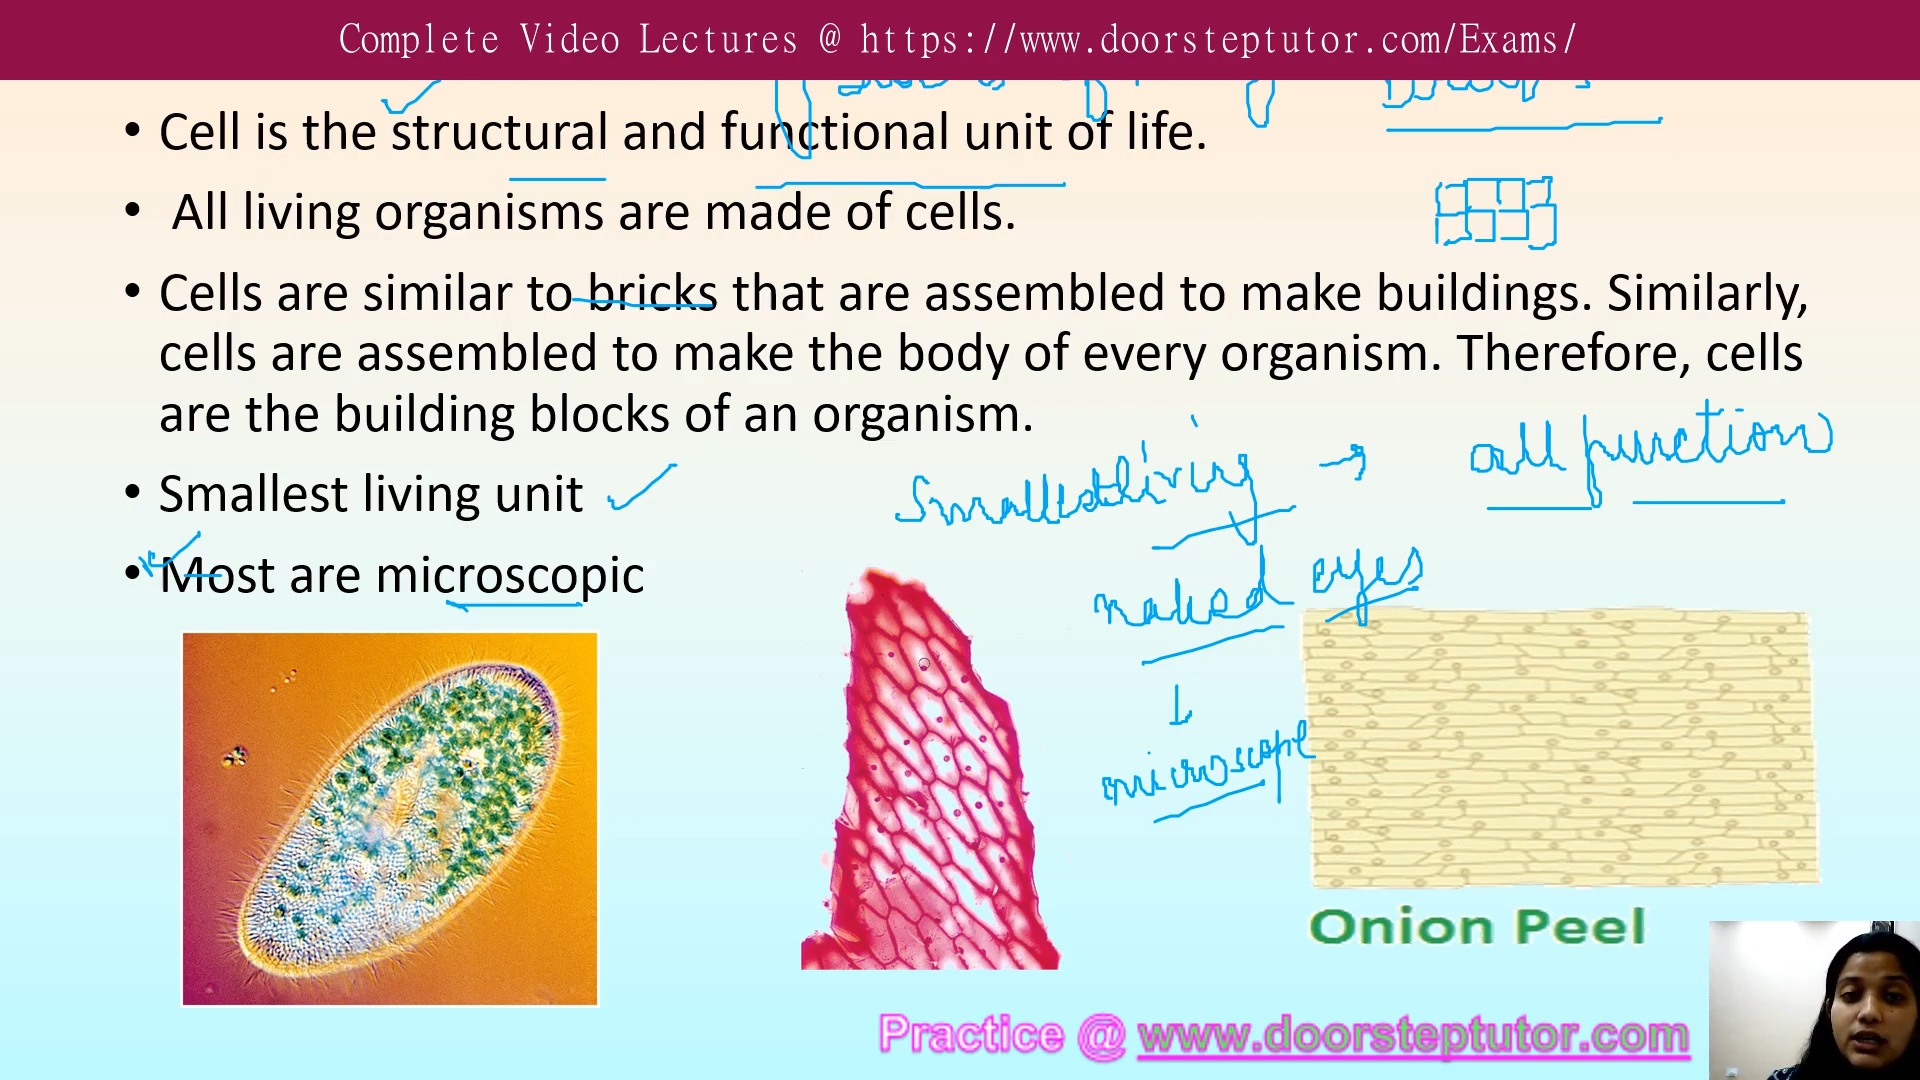 Complete Video Lectures @ https://www.doorsteptutor.com/Exams/
• Cell is the structural and functional unit of life.
• All living organisms are made of cells.
• Cells are similar to bricks that are assembled to make buildings. Similarly,
cells are assembled to make the body of every organism. Therefore, cells
are the building blocks of an organism.
Smallest living → all function
• Smallest living unit
• Most are microscopic
naked eyes
microscope
Onion Peel
Practice @ www.doorsteptutor.com